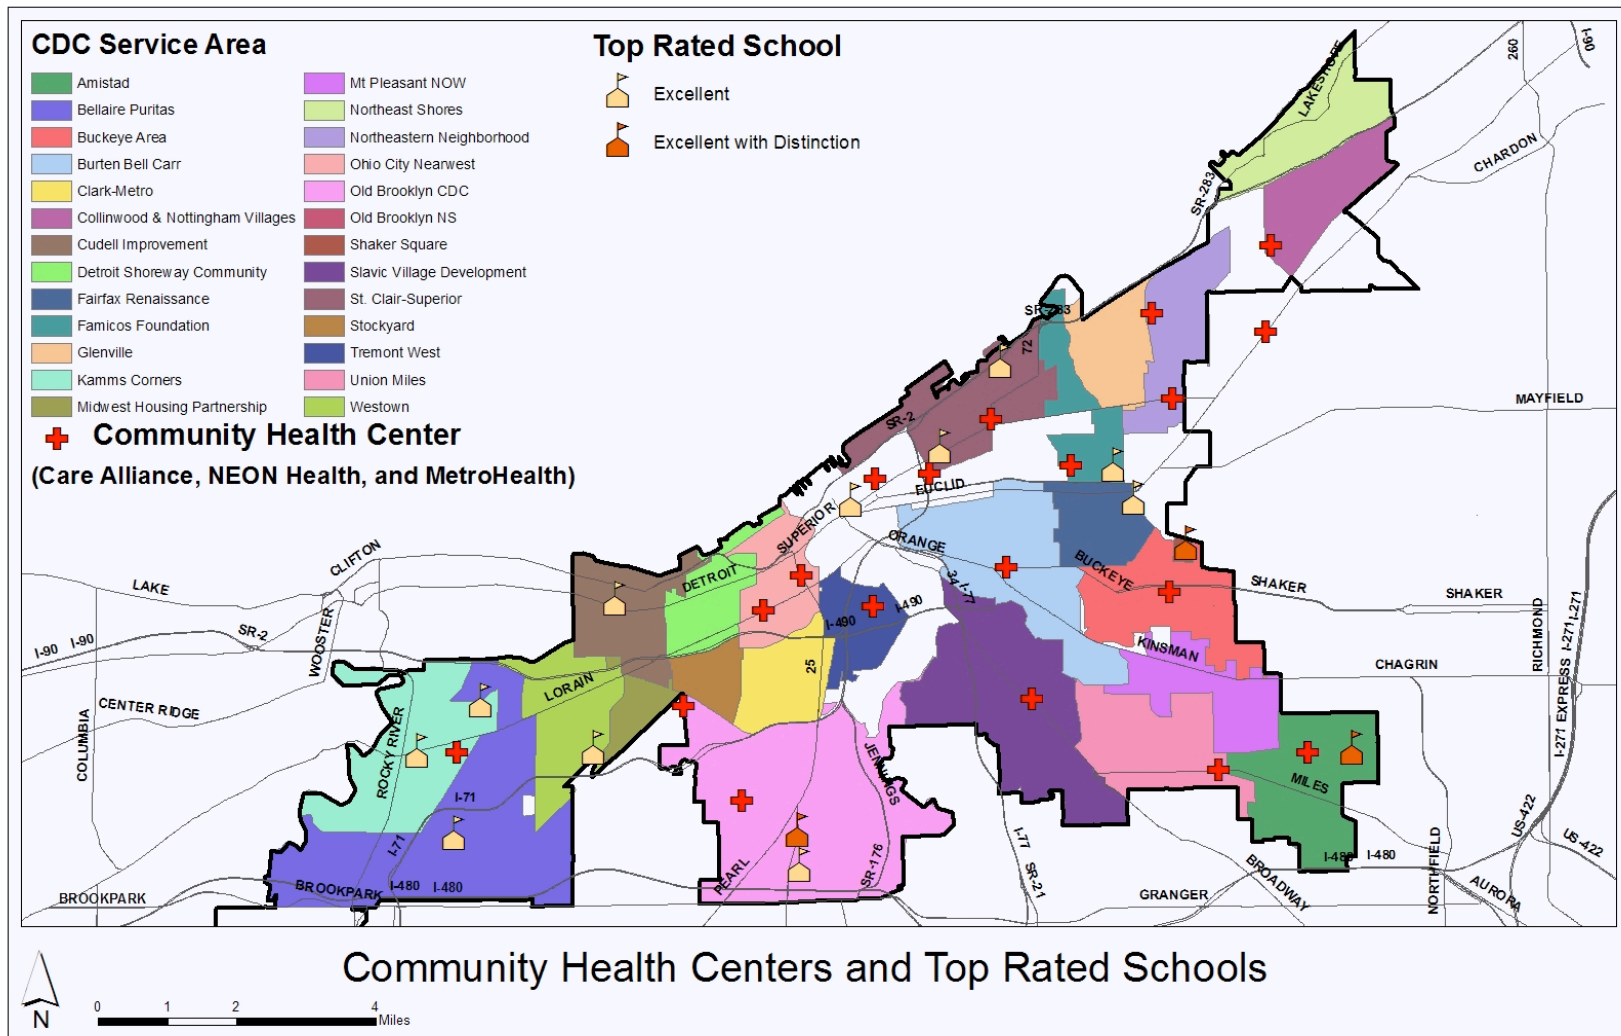 CDC Service Area
Amistad
Bellaire Puritas
Buckeye Area
Burten Bell Carr
Clark-Metro
Collinwood & Nottingham Villages
Cudell Improvement
Detroit Shoreway Community
Fairfax Renaissance
Famicos Foundation
Glenville
Kamms Corners
Midwest Housing Partnership
Mt Pleasant NOW
Northeast Shores
Northeastern Neighborhood
Ohio City Nearwest
Old Brooklyn CDC
Old Brooklyn NS
Shaker Square
Slavic Village Development
St. Clair-Superior
Stockyard
Tremont West
Union Miles
Westown
Community Health Center
(Care Alliance, NEON Health, and MetroHealth)
Top Rated School
Excellent
Excellent with Distinction
LAKESHORE
260
I-90
CHARDON
SR-283
SR-283
72
MAYFIELD
SR-2
EUCLID
SUPERIOR
ORANGE
BUCKEYE
SHAKER
SHAKER
CLIFTON
LAKE
DETROIT
34
I-77
I-490
I-490
I-90
I-90
SR-2
WOOSTER
25
KINSMAN
CHAGRIN
RICHMOND
I-271 EXPRESS
I-271
I-271
LORAIN
CENTER RIDGE
COLUMBIA
ROCKY RIVER
JENNINGS
I-71
I-71
MILES
US-422
US-422
I-480
I-480
I-77
SR-21
PEARL
SR-176
BROOKPARK
BROOKPARK
I-480
I-480
GRANGER
BROADWAY
NORTHFIELD
AURORA
Community Health Centers and Top Rated Schools
N
0 1 2 4
Miles